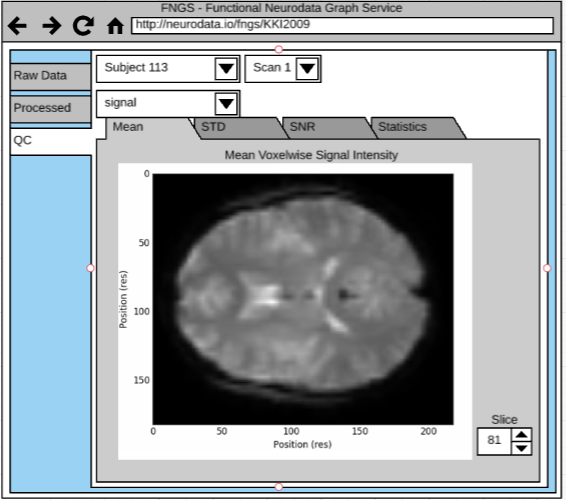 FNGS - Functional Neurodata Graph Service
http://neurodata.io/fngs/KKI2009
Raw Data
Processed
QC
Subject 113
Scan 1
signal
Mean
STD
SNR
Statistics
Mean Voxelwise Signal Intensity
Position (res)
0
50
100
150
0
50
100
150
200
Position (res)
Slice
81